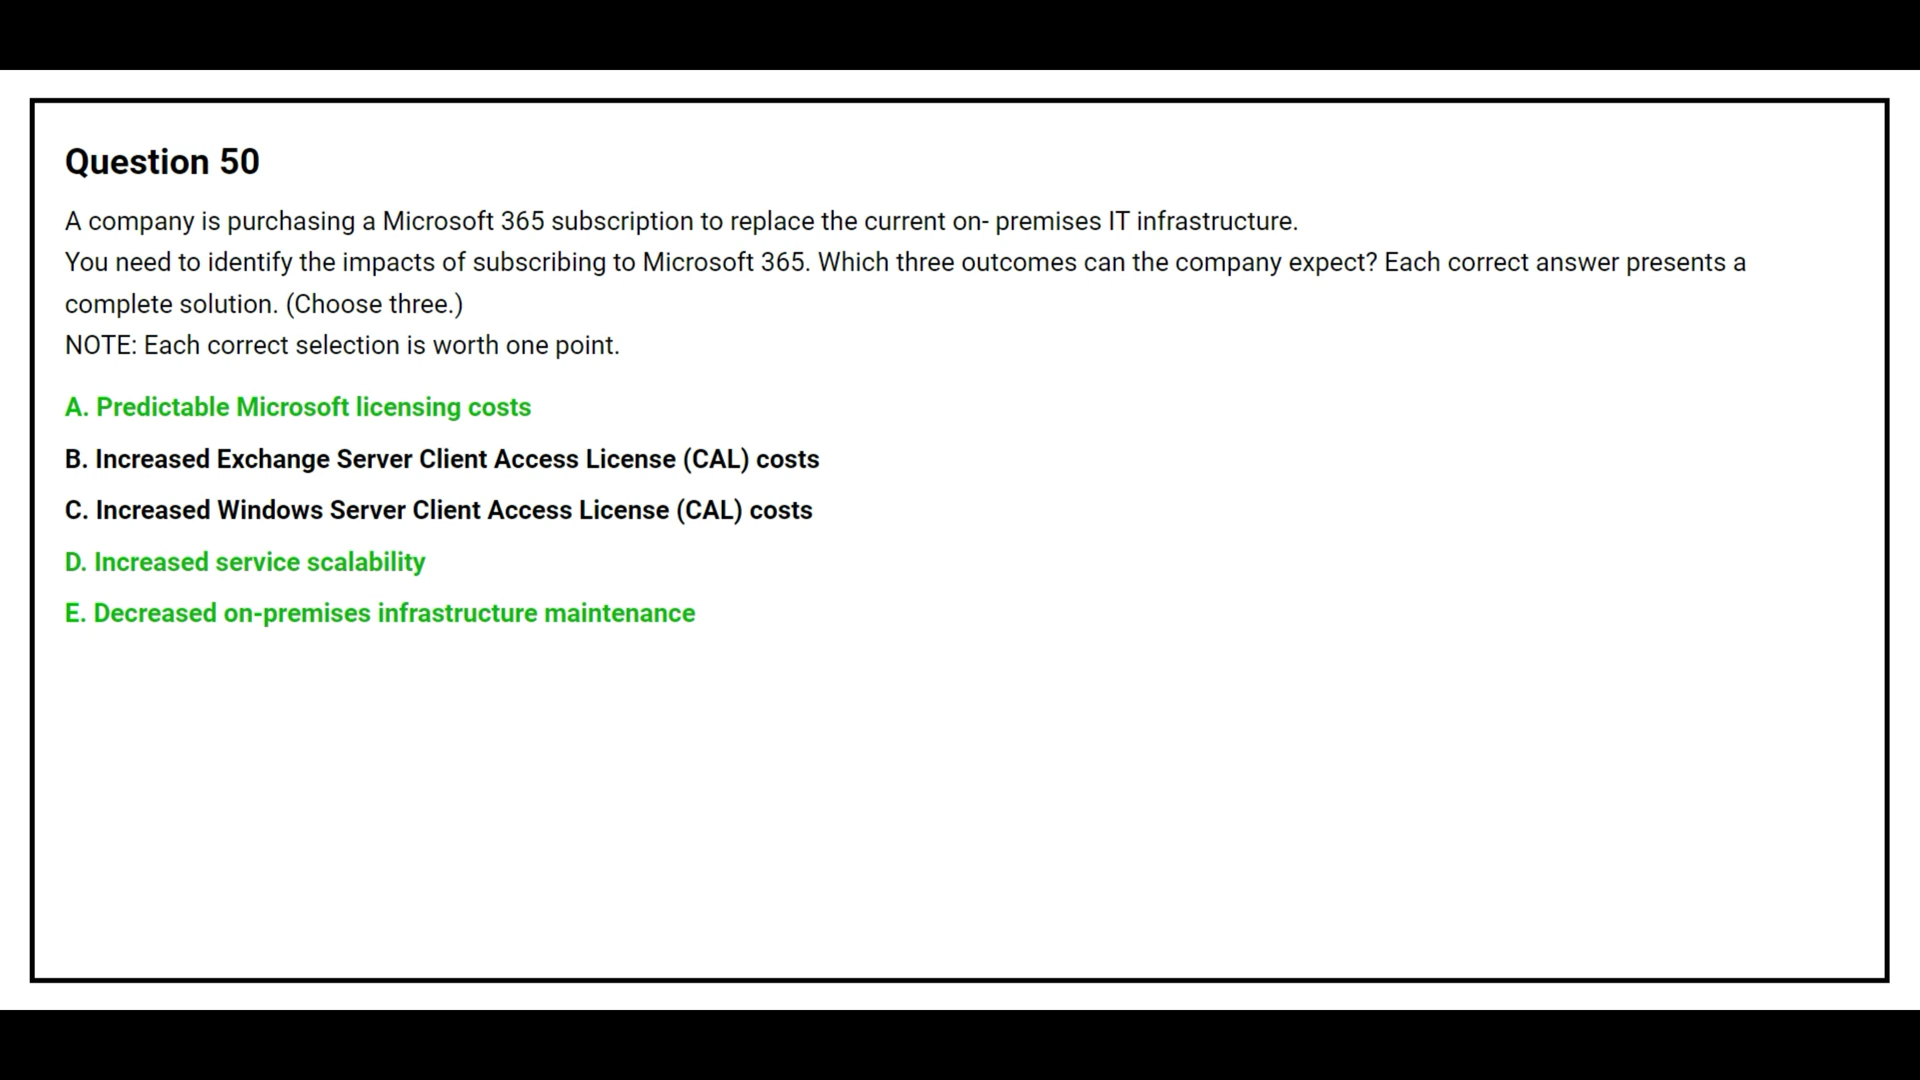 Question 50
A company is purchasing a Microsoft 365 subscription to replace the current on- premises IT infrastructure.
You need to identify the impacts of subscribing to Microsoft 365. Which three outcomes can the company expect? Each correct answer presents a
complete solution. (Choose three.)
NOTE: Each correct selection is worth one point.
A. Predictable Microsoft licensing costs
B. Increased Exchange Server Client Access License (CAL) costs
C. Increased Windows Server Client Access License (CAL) costs
D. Increased service scalability
E. Decreased on-premises infrastructure maintenance